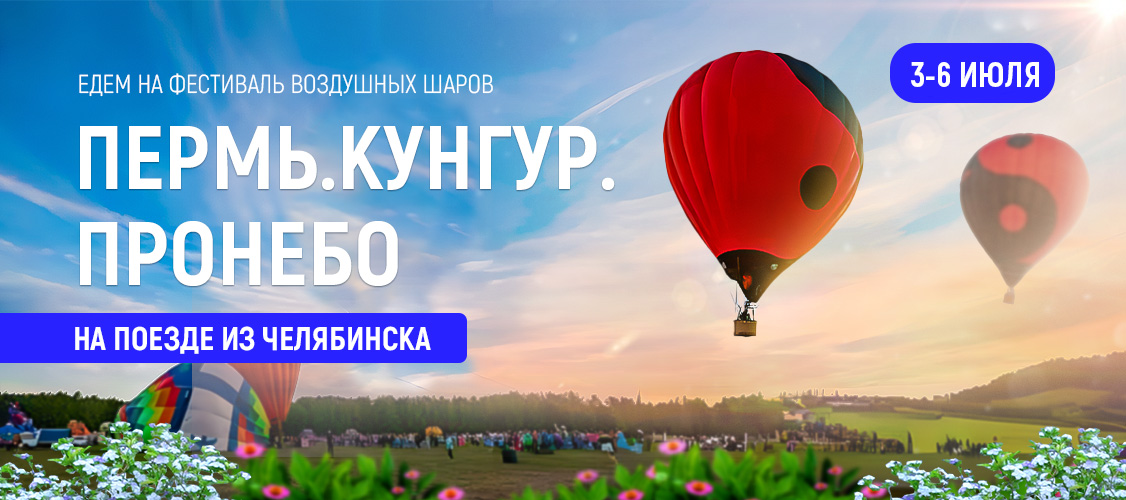 ЕДЕМ НА ФЕСТИВАЛЬ ВОЗДУШНЫХ ШАРОВ
ПЕРМЬ.КУНГУР.
ПРОНЕБО
НА ПОЕЗДЕ ИЗ ЧЕЛЯБИНСКА
3-6 ИЮЛЯ